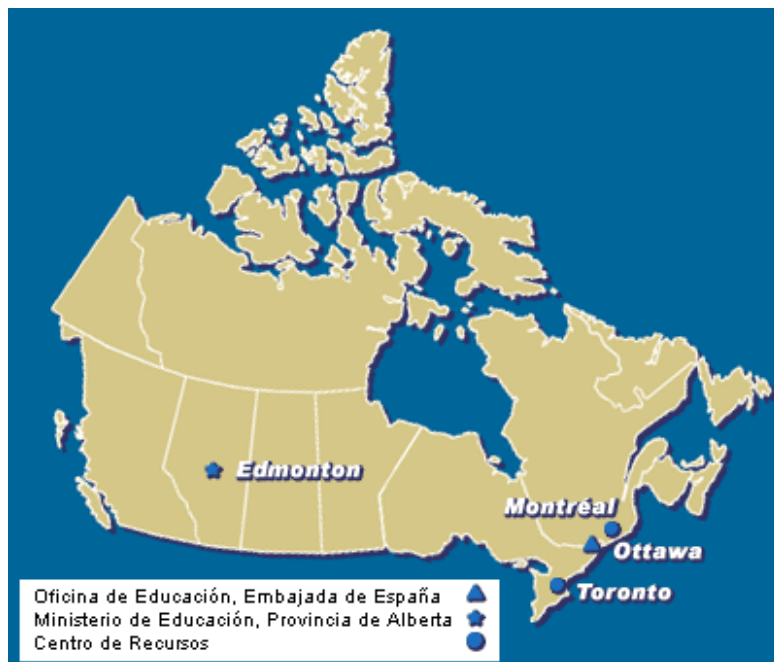 Edmonton
Montréal
Ottawa
Toronto
Oficina de Educación, Embajada de España
Ministerio de Educación, Provincia de Alberta
Centro de Recursos